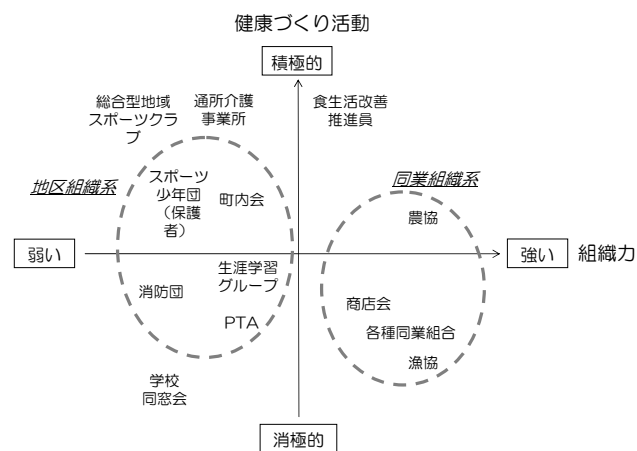 健康づくり活動
積極的
総合型地域
スポーツクラ
ブ
通所介護
事業所
食生活改善
推進員
地区組織系
スポーツ
少年団
（保護
者）
町内会
同業組織系
農協
弱い
強い
組織力
生涯学習
グループ
消防団
PTA
商店会
各種同業組合
漁協
学校
同窓会
消極的